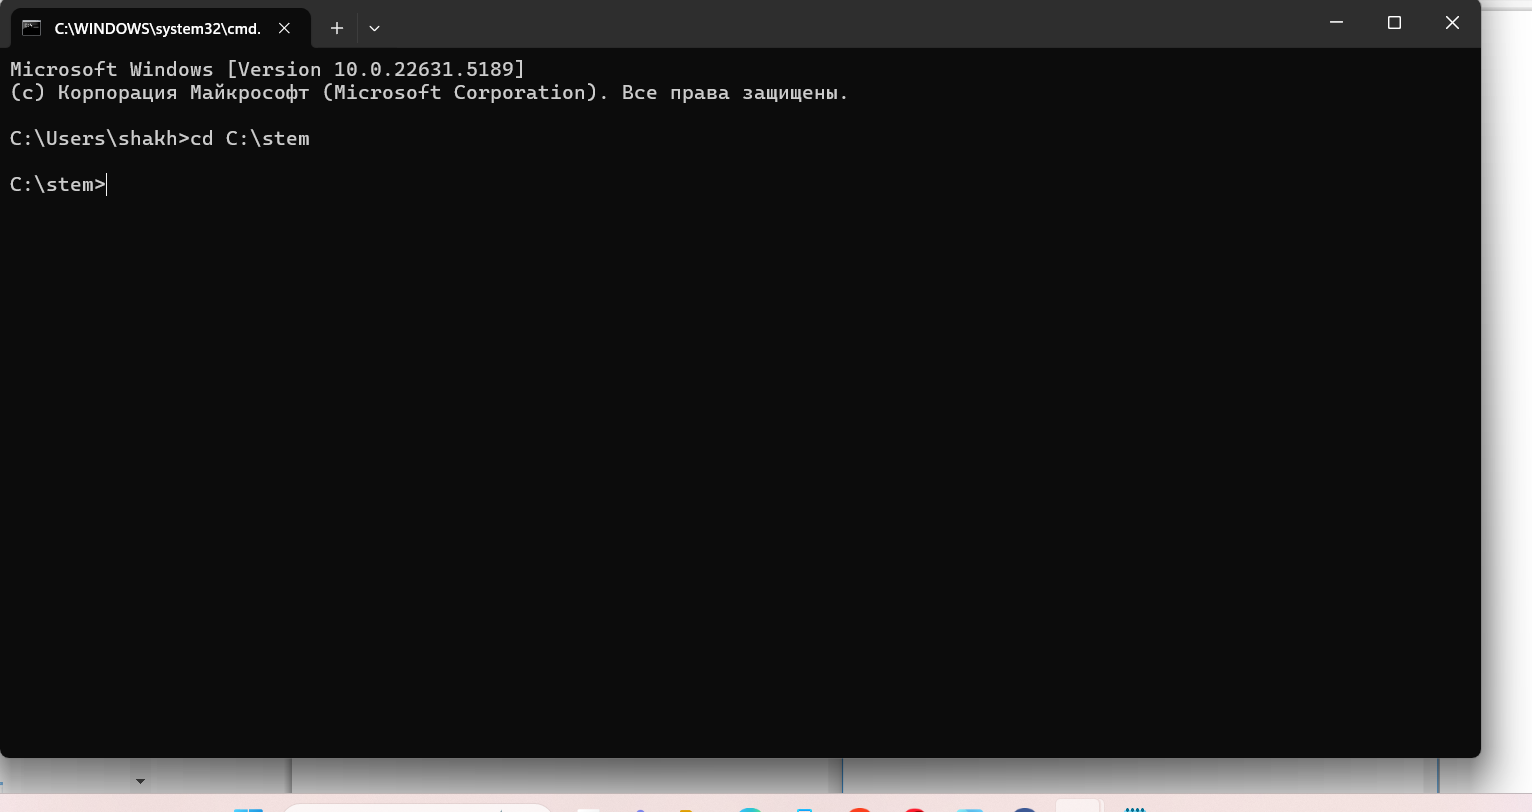 C:\WINDOWS\system32\cmd.
Microsoft Windows [Version 10.0.22631.5189]
(c) Корпорация Майкрософт (Microsoft Corporation). Все права защищены.
C:\Users\shakh>cd C:\stem
C:\stem>